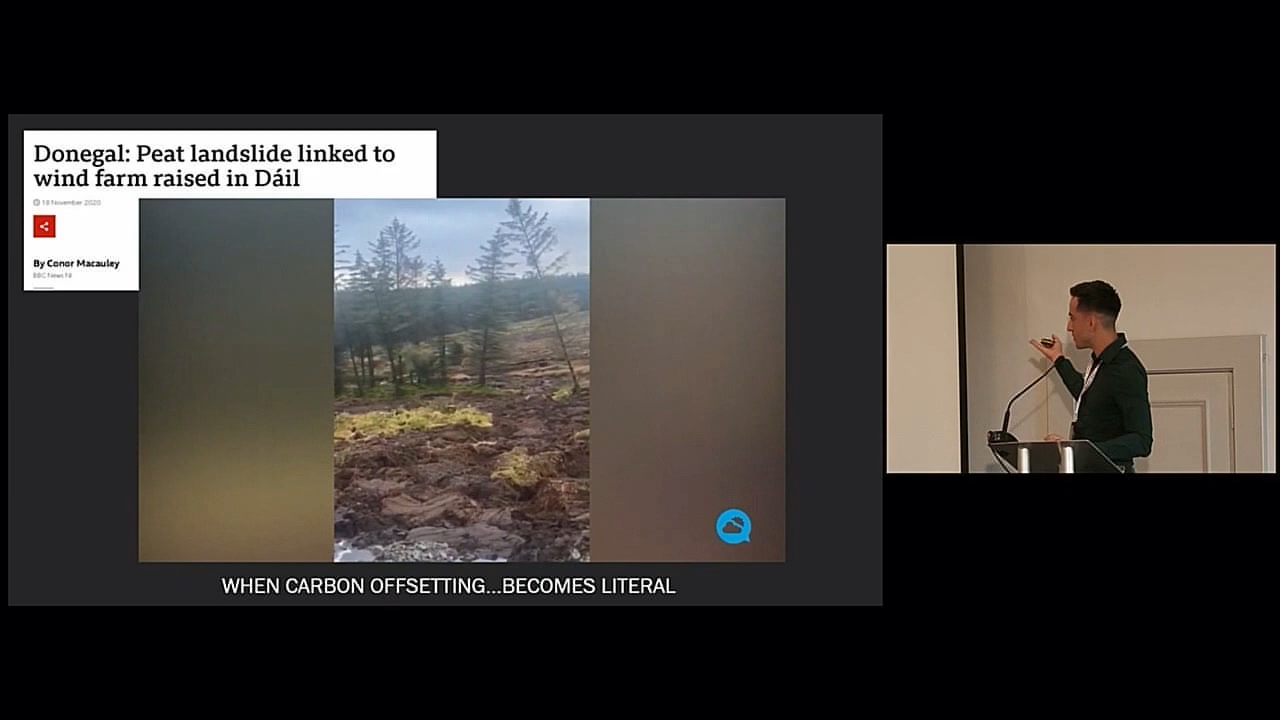 Donegal: Peat landslide linked to
wind farm raised in Dáil
18 November 2020
By Conor Macauley
BBC News NI
WHEN CARBON OFFSETTING...BECOMES LITERAL